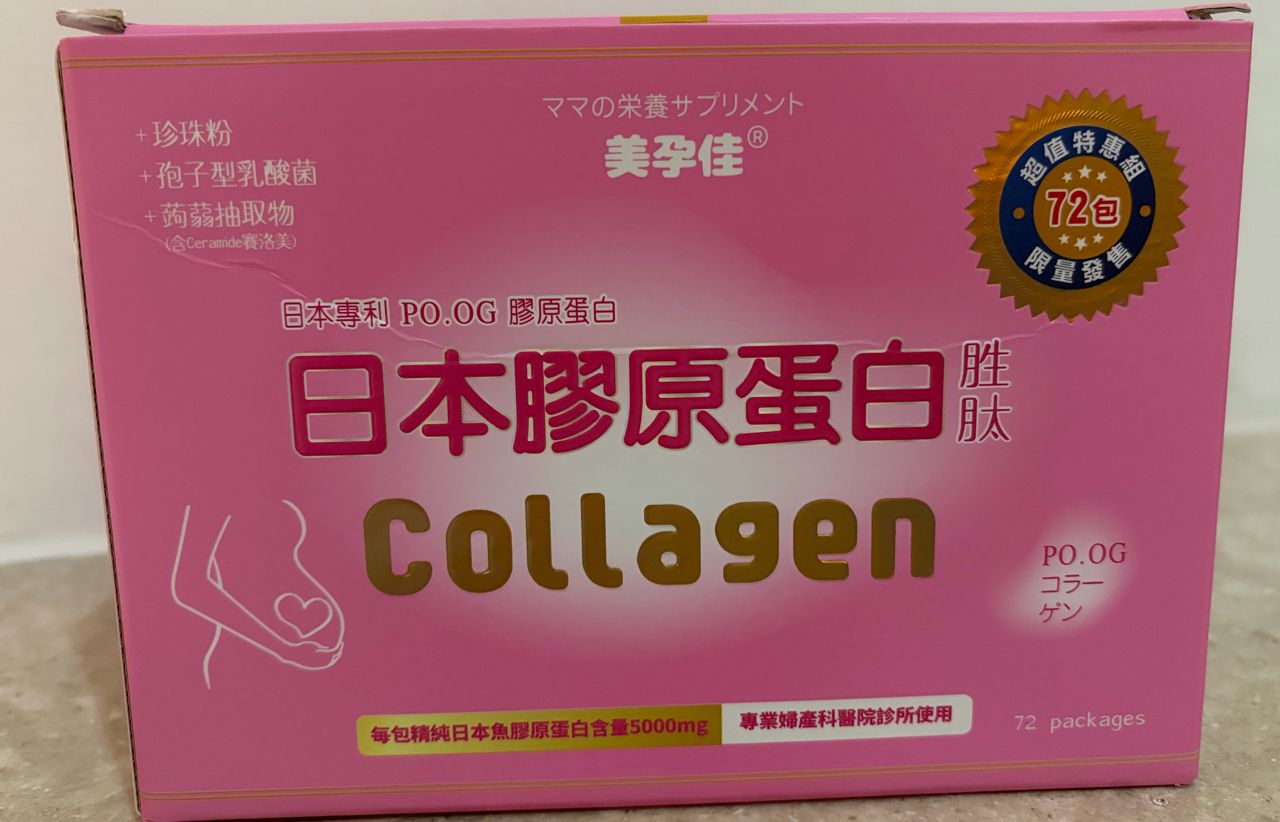 ママの栄養サプリメント
美孕佳®
+珍珠粉
+孢子型乳酸菌
+蒟蒻抽取物
(含Ceramide賽洛美)
超值特惠組
72包
限量發售
日本專利 PO.OG 膠原蛋白
日本膠原蛋白胜肽
Collagen
PO.OG
コラー
ゲン
每包精純日本魚膠原蛋白含量5000mg
專業婦產科醫院診所使用
72 packages